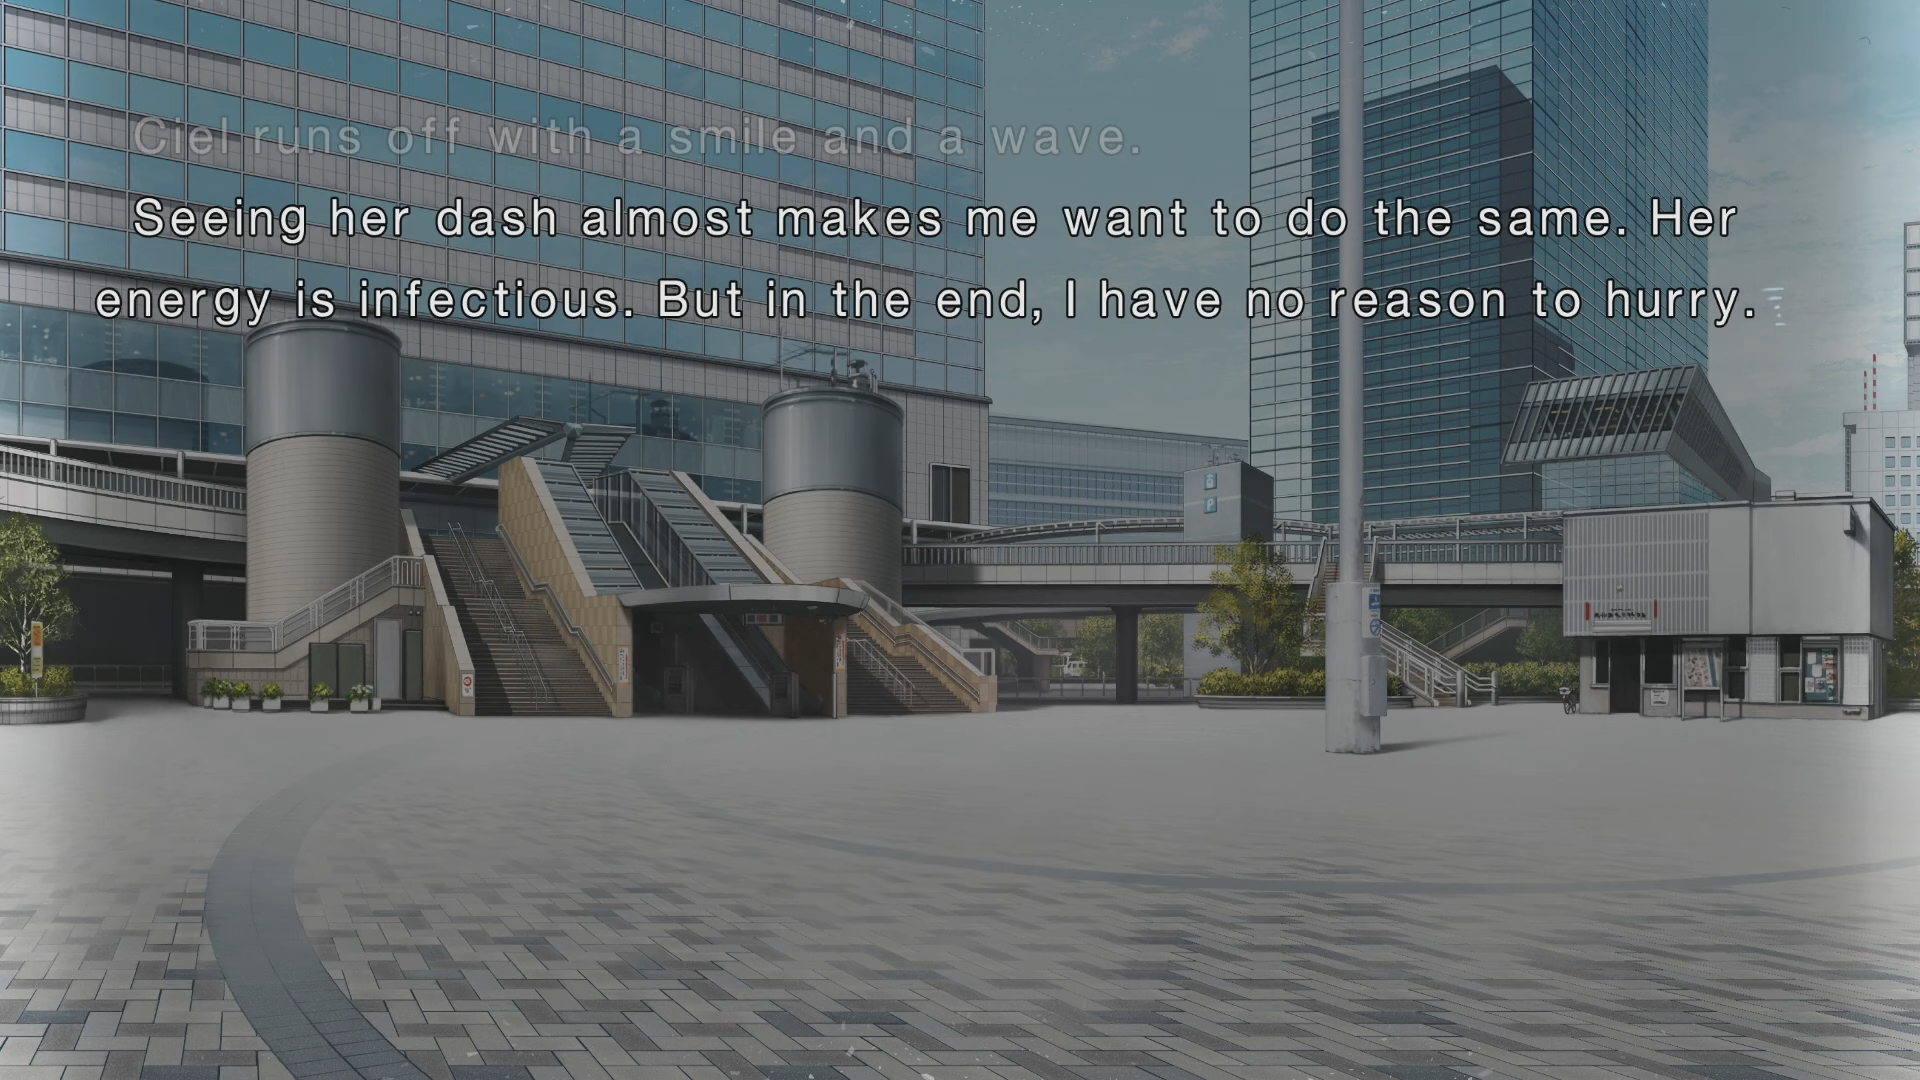 Ciel runs off with a smile and a wave.
Seeing her dash almost makes me want to do the same. Her
energy is infectious. But in the end, I have no reason to hurry.